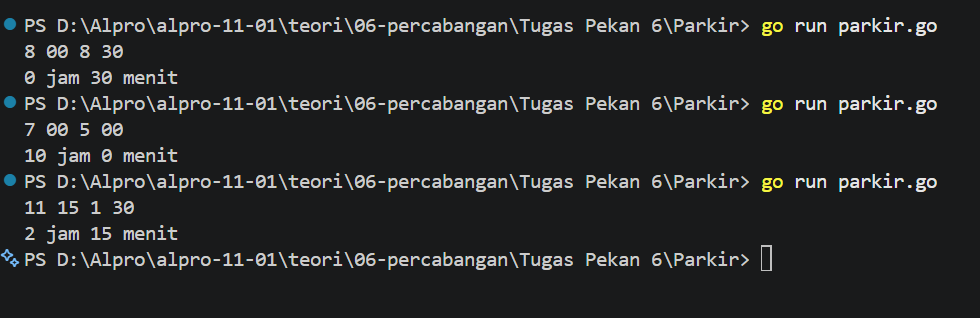 PS D:\Alpro\alpro-11-01\teori\06-percabangan\Tugas Pekan 6\Parkir> go run parkir.go
8 00 8 30
0 jam 30 menit
PS D:\Alpro\alpro-11-01\teori\06-percabangan\Tugas Pekan 6\Parkir> go run parkir.go
7 00 5 00
10 jam 0 menit
PS D:\Alpro\alpro-11-01\teori\06-percabangan\Tugas Pekan 6\Parkir> go run parkir.go
11 15 1 30
2 jam 15 menit
PS D:\Alpro\alpro-11-01\teori\06-percabangan\Tugas Pekan 6\Parkir>